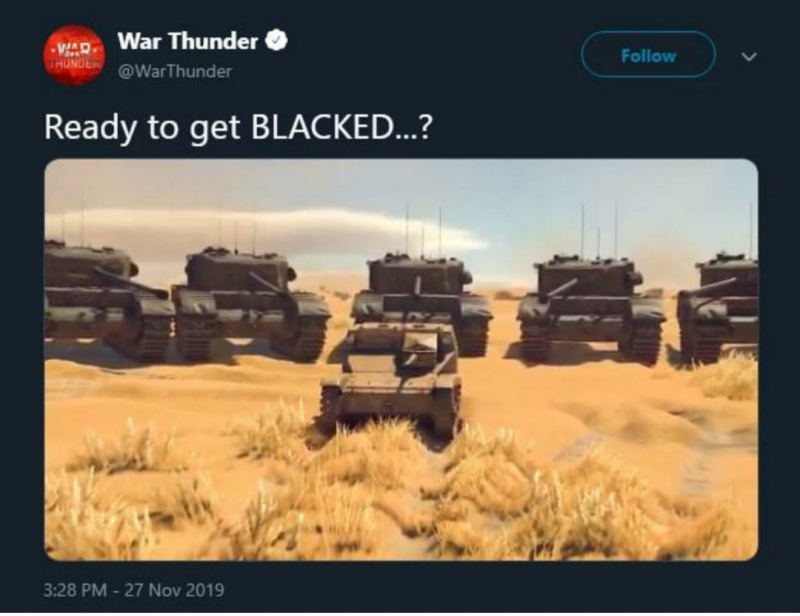 War Thunder
@WarThunder
WAR
THUNDER
Follow
Ready to get BLACKED...?
3:28 PM - 27 Nov 2019